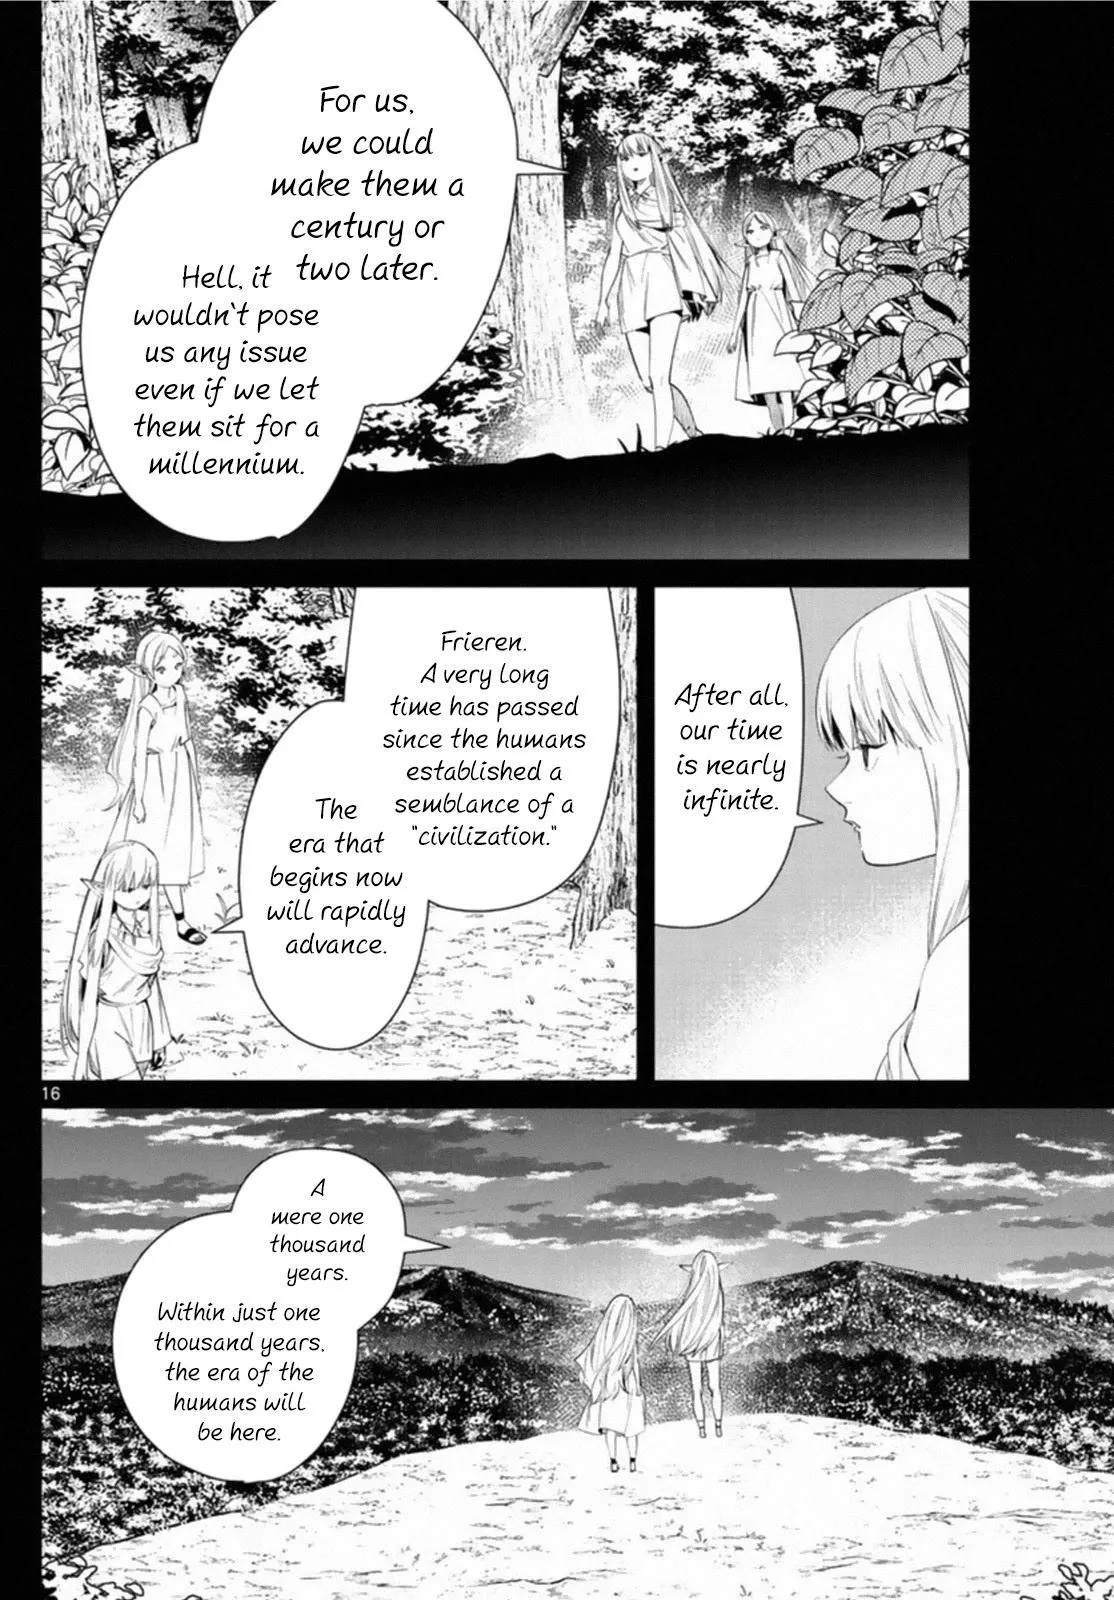 For us,
we could
make them a
century or
two later.
Hell, it
wouldn't pose
us any issue
even if we let
them sit for a
millennium.
After all,
our time
is nearly
infinite.
Frieren.
A very long
time has passed
since the humans
established a
semblance of a
"civilization."
The
era that
begins now
will rapidly
advance.
16
A
mere one
thousand
years.
Within just one
thousand years,
the era of the
humans will
be here.